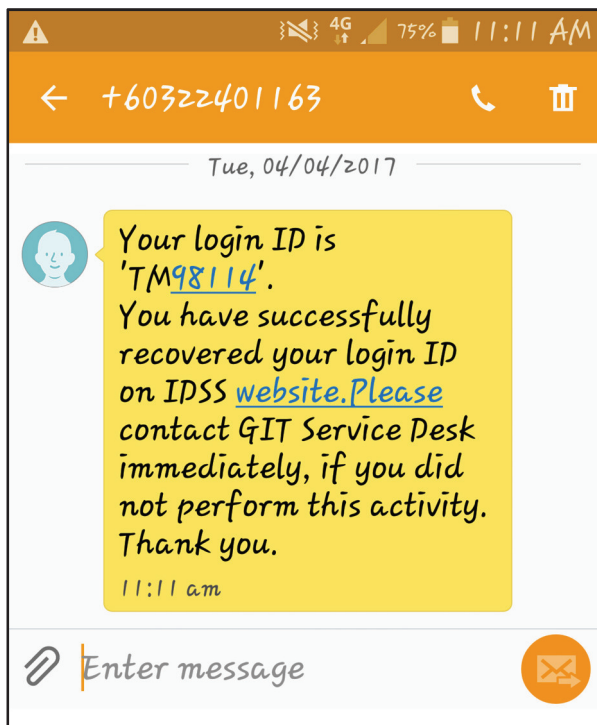 4G 75% 11:11 AM
+60322401163
Tue, 04/04/2017
Your login ID is
'TM98114'.
You have successfully
recovered your login ID
on IDSS website.Please
contact GIT Service Desk
immediately, if you did
not perform this activity.
Thank you.
11:11 am
Enter message